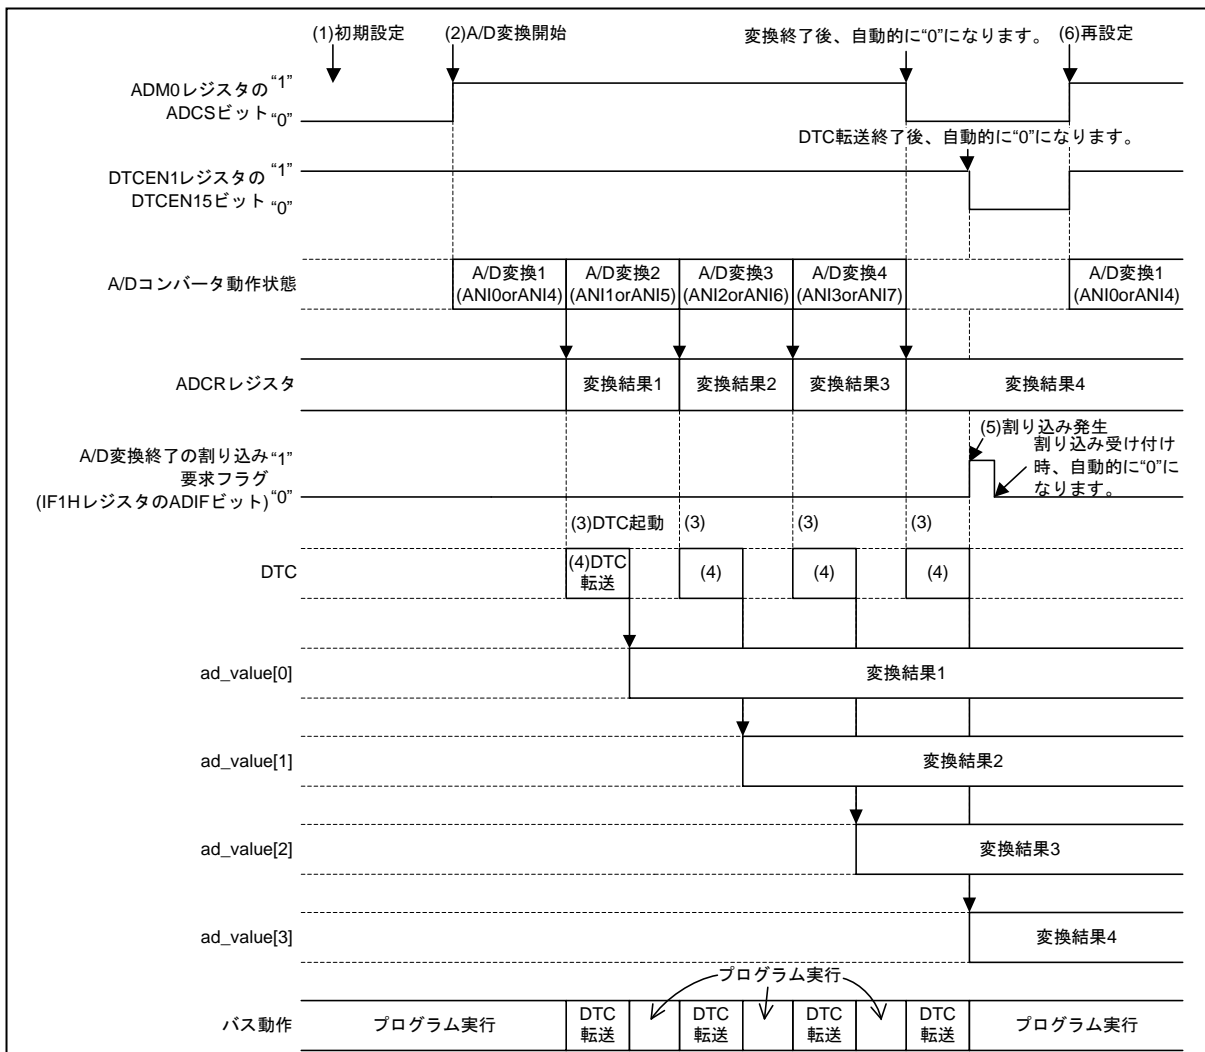 (1)初期設定 (2)A/D変換開始 変換終了後、自動的に“0”になります。 (6)再設定
ADM0レジスタの “1”
ADCSビット “0”
DTC転送終了後、自動的に“0”になります。
DTCEN1レジスタの “1”
DTCEN15ビット “0”
A/Dコンバータ動作状態
A/D変換1
(ANI0orANI4)
A/D変換2
(ANI1orANI5)
A/D変換3
(ANI2orANI6)
A/D変換4
(ANI3orANI7)
A/D変換1
(ANI0orANI4)
ADCRレジスタ 変換結果1 変換結果2 変換結果3 変換結果4
A/D変換終了の割り込み “1”
要求フラグ
(IF1HレジスタのADIFビット) “0”
(5)割り込み発生
割り込み受け付け
時、自動的に“0”に
なります。
(3)DTC起動 (3) (3) (3)
DTC
(4)DTC
転送
(4) (4) (4)
ad_value[0] 変換結果1
ad_value[1] 変換結果2
ad_value[2] 変換結果3
ad_value[3] 変換結果4
プログラム実行
バス動作 プログラム実行
DTC
転送
DTC
転送
DTC
転送
DTC
転送
プログラム実行